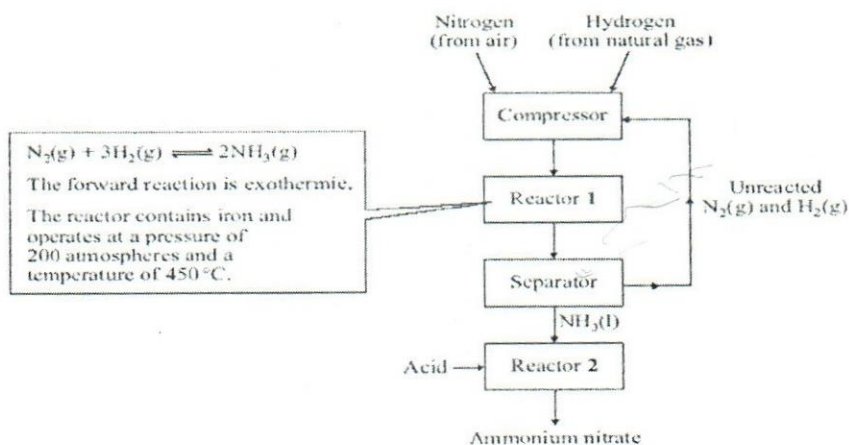 Nitrogen
(from air)
Hydrogen
(from natural gas)
Compressor
N₂(g) + 3H₂(g) ⇌ 2NH₃(g)
The forward reaction is exothermic.
The reactor contains iron and
operates at a pressure of
200 atmospheres and a
temperature of 450 °C.
Reactor 1
Unreacted
N₂(g) and H₂(g)
Separator
NH₃(l)
Acid
Reactor 2
Ammonium nitrate